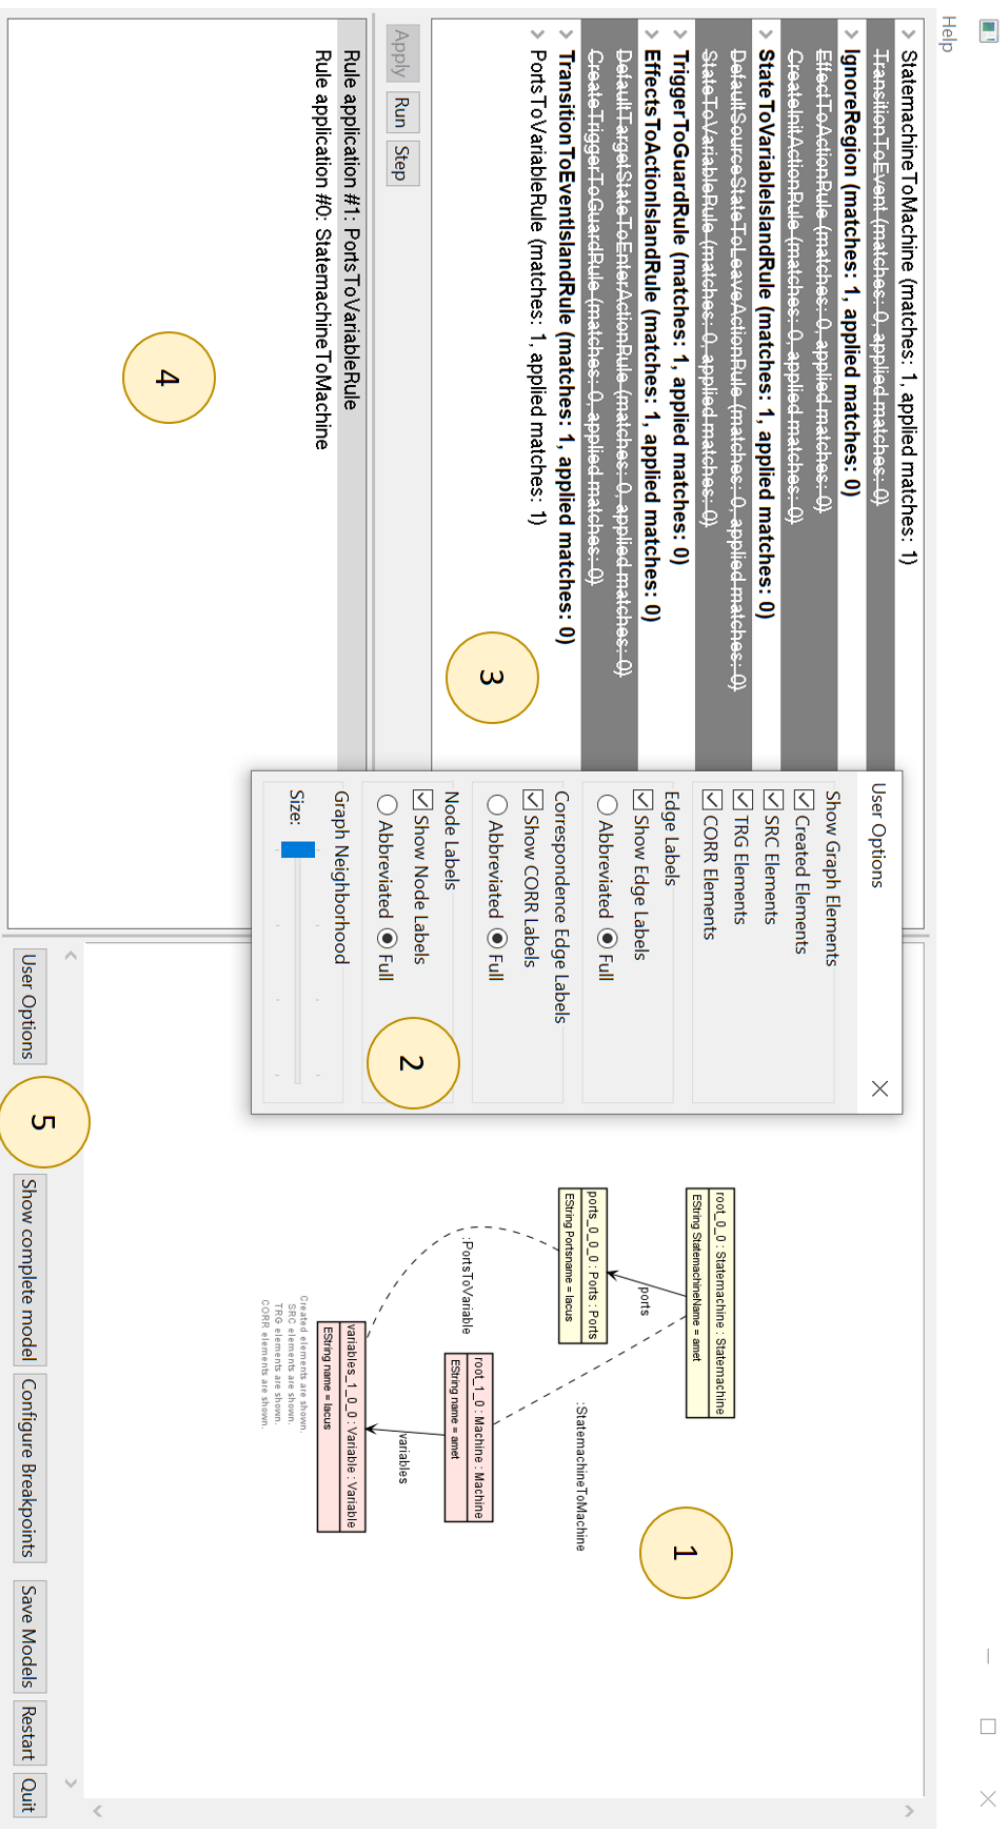 Help
StatemachineToMachine (matches: 1, applied matches: 1)
TransitionToEvent (matches: 0, applied matches: 0)
IgnoreRegion (matches: 1, applied matches: 0)
EffectToActionRule (matches: 0, applied matches: 0)
CreateInitActionRule (matches: 0, applied matches: 0)
StateToVariableIslandRule (matches: 1, applied matches: 0)
DefaultSourceStateToLeaveActionRule (matches: 0, applied matches: 0)
StateToVariableRule (matches: 0, applied matches: 0)
TriggerToGuardRule (matches: 1, applied matches: 0)
EffectsToActionIslandRule (matches: 1, applied matches: 0)
DefaultTargetStateToEnterActionRule (matches: 0, applied matches: 0)
CreateTriggerToGuardRule (matches: 0, applied matches: 0)
TransitionToEventIslandRule (matches: 1, applied matches: 0)
PortsToVariableRule (matches: 1, applied matches: 1)
3
Apply Run Step
Rule application #1: PortsToVariableRule
Rule application #0: StatemachineToMachine
4
User Options
Show Graph Elements
Created Elements
SRC Elements
TRG Elements
CORR Elements
Edge Labels
Show Edge Labels
Abbreviated Full
Correspondence Edge Labels
Show CORR Labels
Abbreviated Full
Node Labels
Show Node Labels
Abbreviated Full
2
Graph Neighborhood
Size:
root_0_0 : Statemachine : Statemachine
EString StatemachineName = amet
1
ports
ports_0_0_0 : Ports : Ports
EString Portsname = lacus
:StatemachineToMachine
:PortsToVariable
root_1_0 : Machine : Machine
EString name = amet
variables
variables_1_0_0 : Variable : Variable
EString name = lacus
Created elements are shown.
SRC elements are shown.
TRG elements are shown.
CORR elements are shown.
User Options 5 Show complete model Configure Breakpoints Save Models Restart Quit